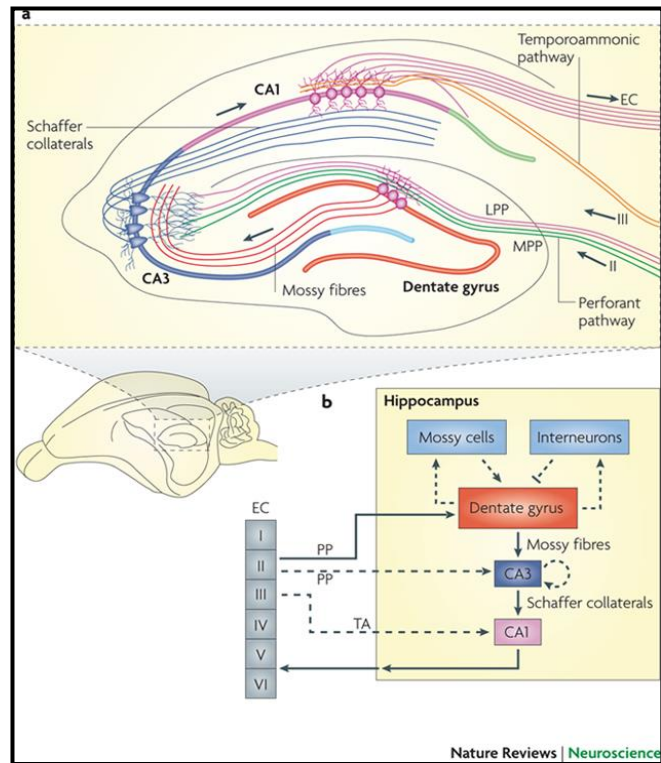 a
Temporoammonic
pathway
CA1
EC
Schaffer
collaterals
LPP
III
MPP
II
CA3
Mossy fibres
Dentate gyrus
Perforant
pathway
b
Hippocampus
Mossy cells
Interneurons
EC
Dentate gyrus
I
PP
Mossy fibres
II
PP
CA3
III
Schaffer collaterals
IV
TA
CA1
V
VI
Nature Reviews | Neuroscience